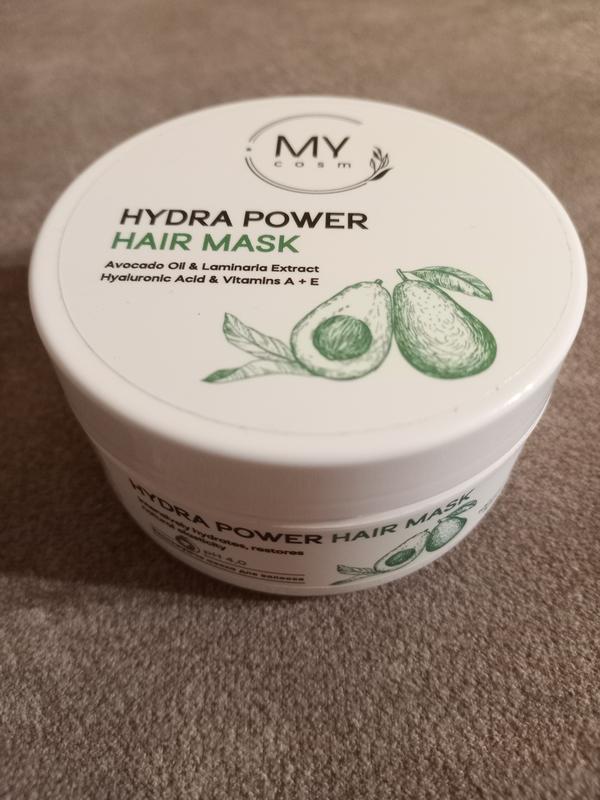 MY
cosm
HYDRA POWER
HAIR MASK
Avocado Oil & Laminaria Extract
Hyaluronic Acid & Vitamins A + E
HYDRA POWER HAIR MASK
hydrates, restores
elasticity
pH 4.0